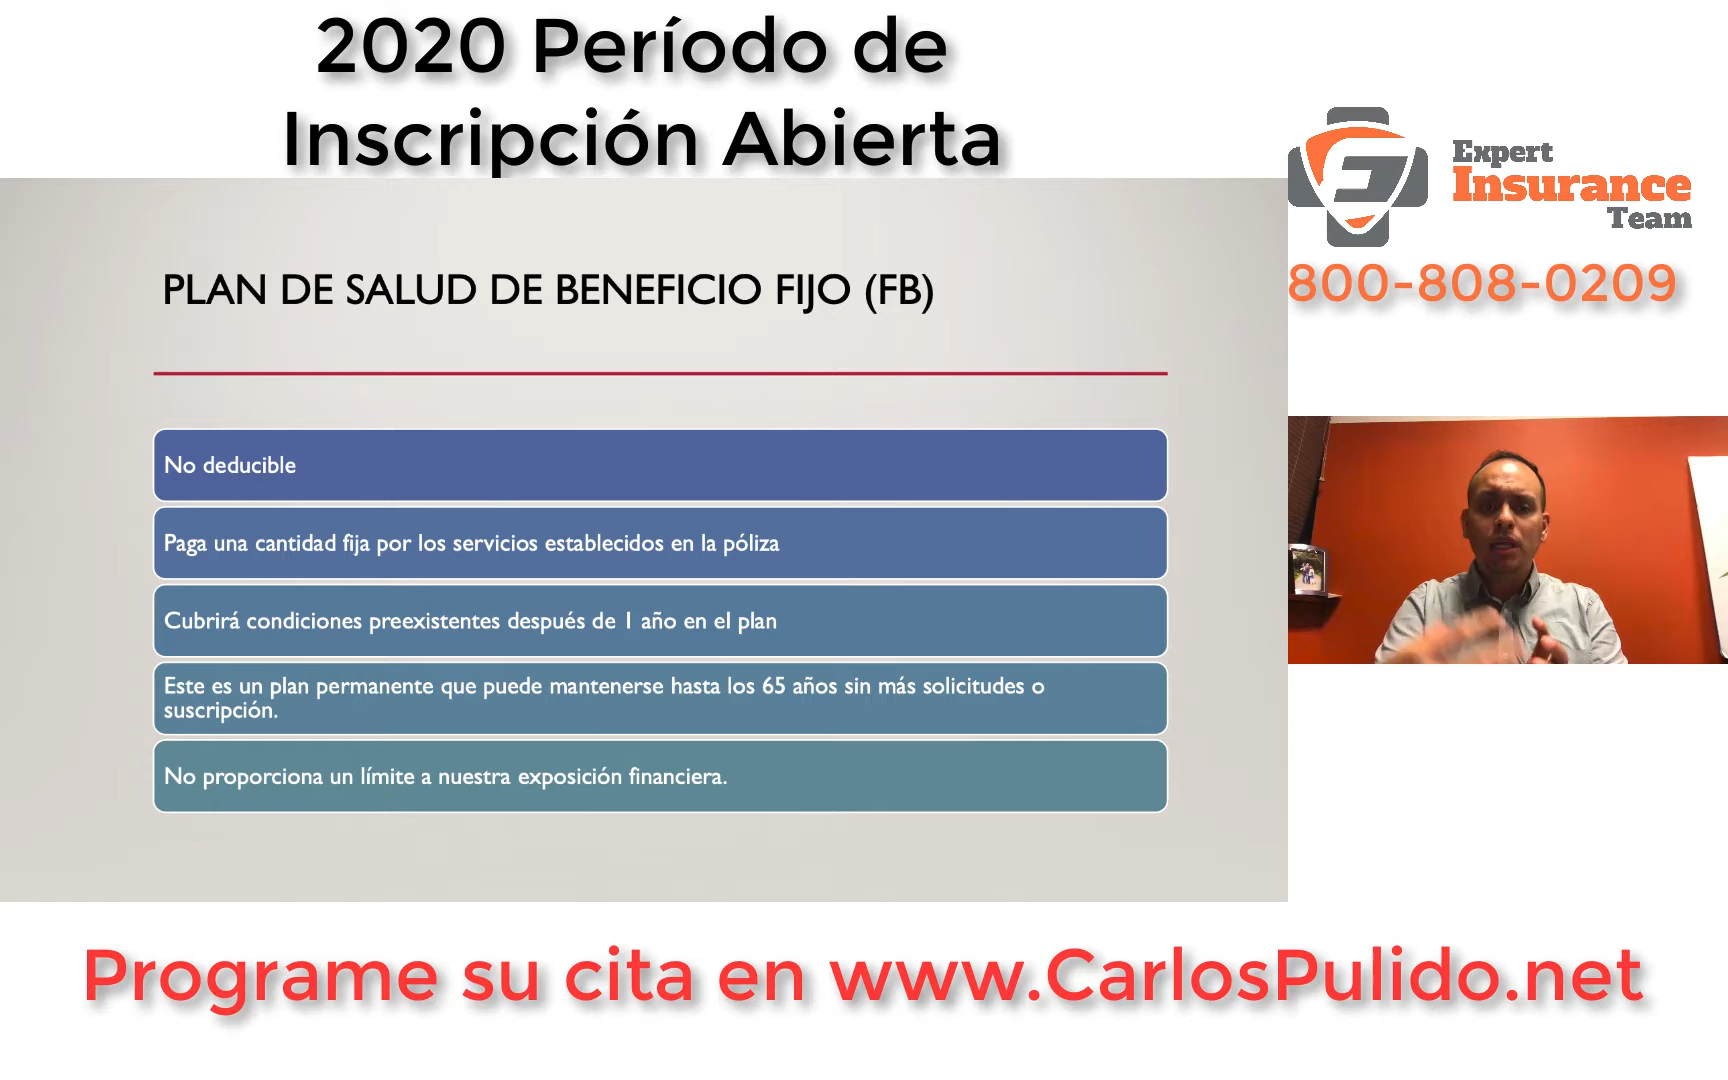 2020 Período de
Inscripción Abierta
Expert
Insurance
Team
800-808-0209
PLAN DE SALUD DE BENEFICIO FIJO (FB)
No deducible
Paga una cantidad fija por los servicios establecidos en la póliza
Cubrirá condiciones preexistentes después de 1 año en el plan
Este es un plan permanente que puede mantenerse hasta los 65 años sin más solicitudes o
suscripción.
No proporciona un límite a nuestra exposición financiera.
Programe su cita en www.CarlosPulido.net